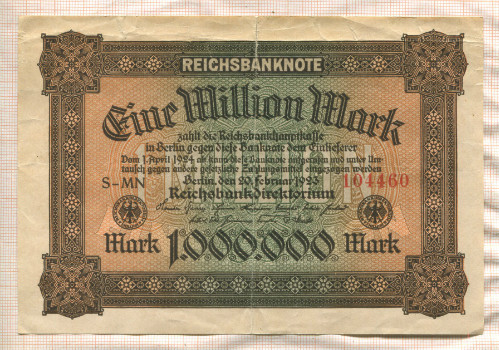 REICHSBANKNOTE
Eine Million Mark
zahlt die Reichsbankhauptkasse
in Berlin gegen diese Banknote dem Einlieferer
Vom 1. April 1924 ab kann diese Banknote aufgerufen und unter Um-
tausch gegen andere gesetzliche Zahlungsmittel eingezogen werden
S-MN Berlin, den 20. Februar 1923 104460
Reichsbankdirektorium
Mark 1.000.000 Mark